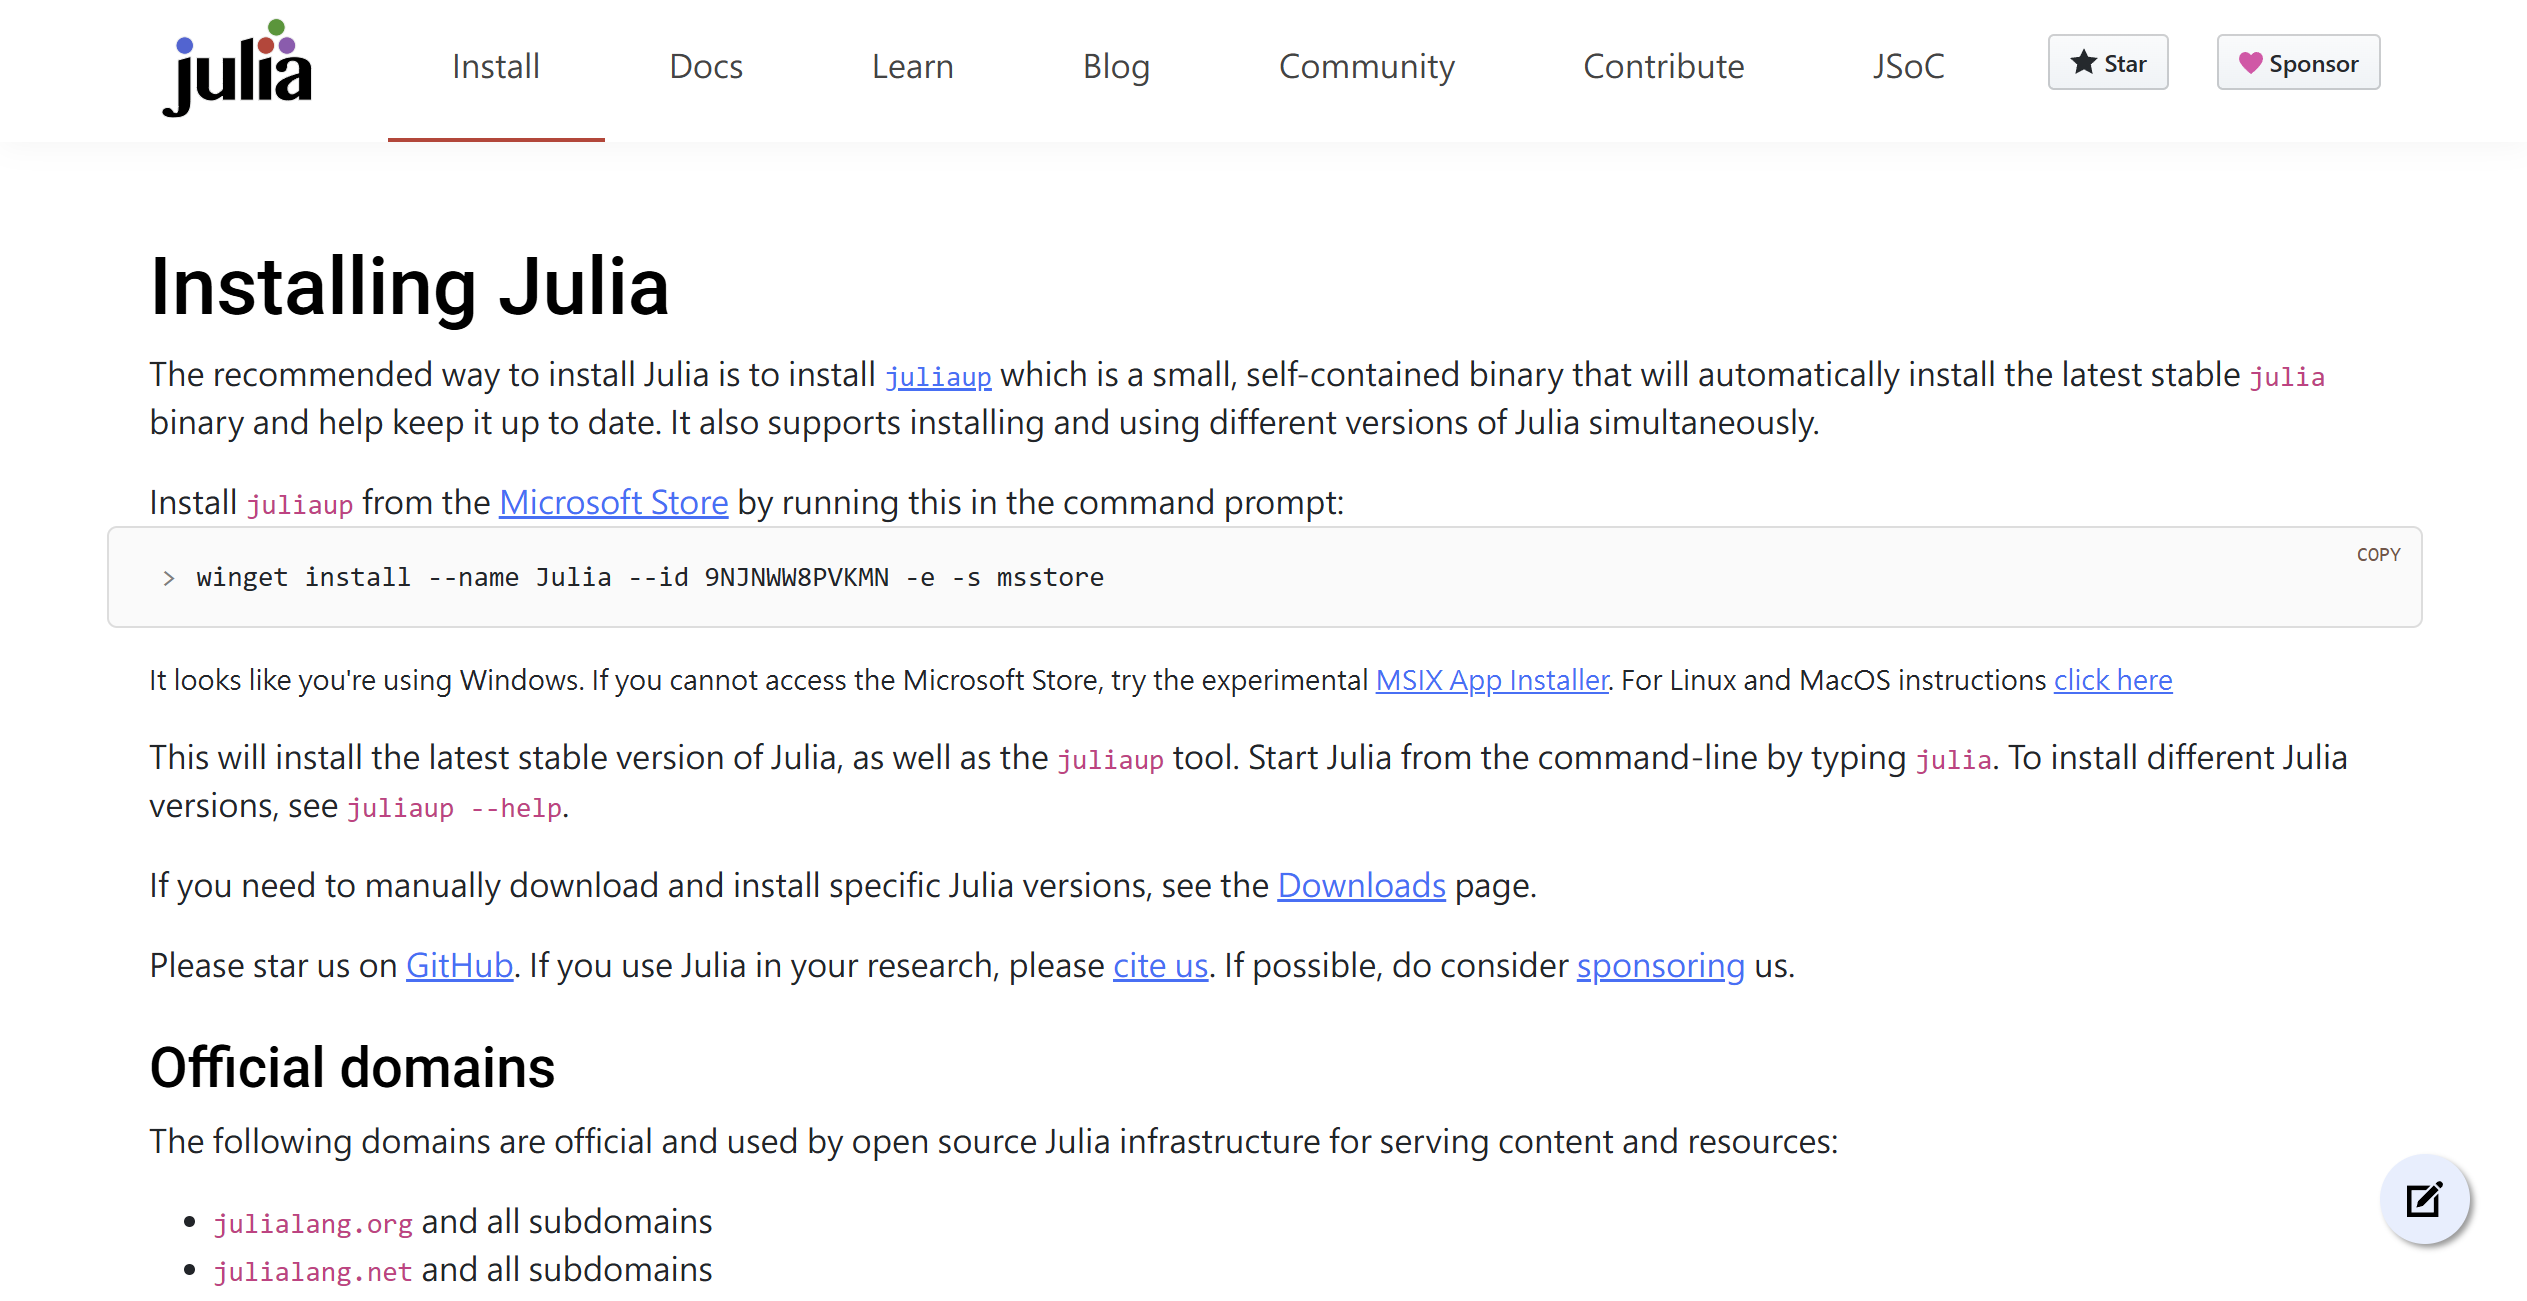 julia
Install
Docs
Learn
Blog
Community
Contribute
JSoC
Star
Sponsor
Installing Julia
The recommended way to install Julia is to install juliaup which is a small, self-contained binary that will automatically install the latest stable julia
binary and help keep it up to date. It also supports installing and using different versions of Julia simultaneously.
Install juliaup from the Microsoft Store by running this in the command prompt:
COPY
> winget install --name Julia --id 9NJNWW8PVKMN -e -s msstore
It looks like you're using Windows. If you cannot access the Microsoft Store, try the experimental MSIX App Installer. For Linux and MacOS instructions click here
This will install the latest stable version of Julia, as well as the juliaup tool. Start Julia from the command-line by typing julia. To install different Julia
versions, see juliaup --help.
If you need to manually download and install specific Julia versions, see the Downloads page.
Please star us on GitHub. If you use Julia in your research, please cite us. If possible, do consider sponsoring us.
Official domains
The following domains are official and used by open source Julia infrastructure for serving content and resources:
• julialang.org and all subdomains
• julialang.net and all subdomains